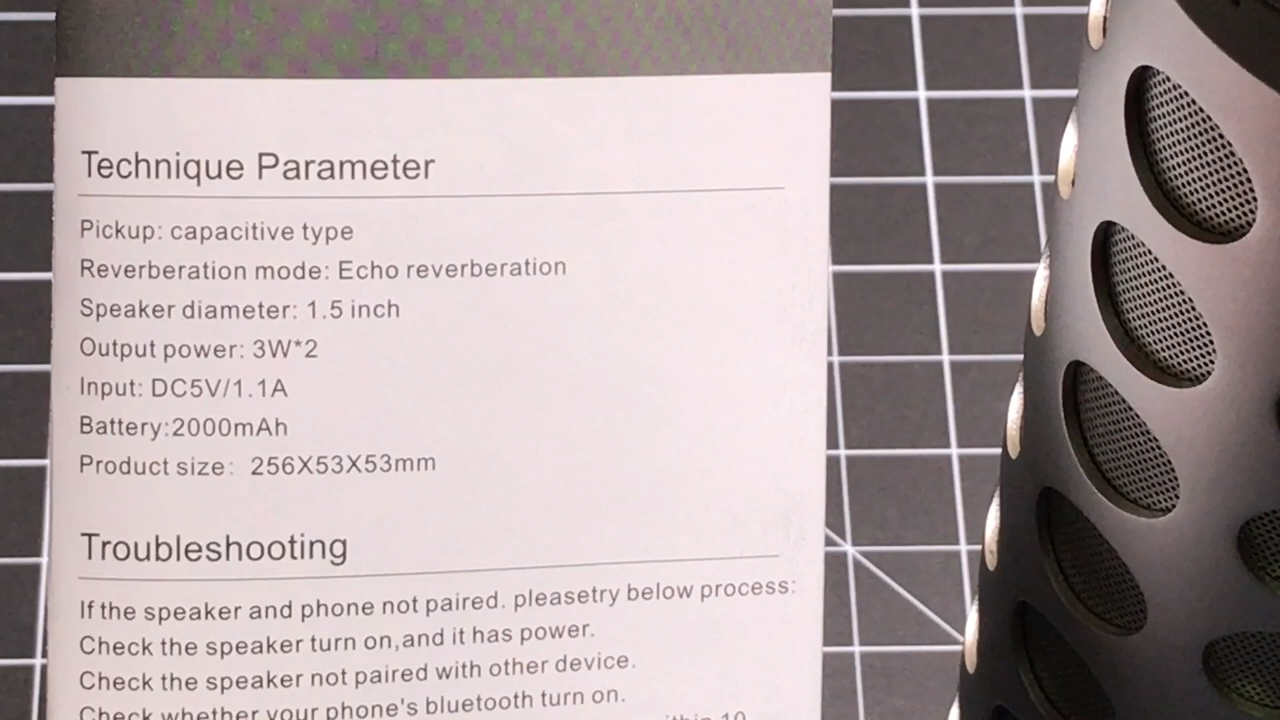 Technique Parameter
Pickup: capacitive type
Reverberation mode: Echo reverberation
Speaker diameter: 1.5 inch
Output power: 3W*2
Input: DC5V/1.1A
Battery:2000mAh
Product size: 256X53X53mm
Troubleshooting
If the speaker and phone not paired. pleasetry below process:
Check the speaker turn on,and it has power.
Check the speaker not paired with other device.
Check whether your phone's bluetooth turn on.
10